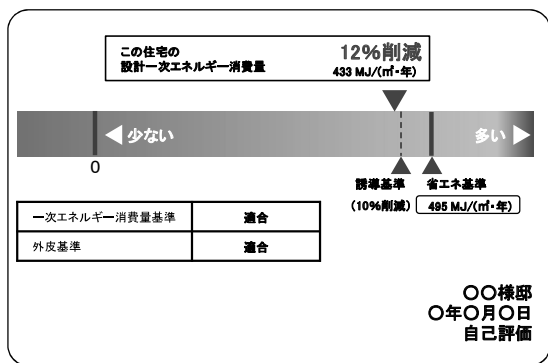 この住宅の
設計一次エネルギー消費量
12%削減
433 MJ/(㎡・年)
少ない
多い
0
誘導基準
(10%削減)
省エネ基準
495 MJ/(㎡・年)
一次エネルギー消費量基準 適合
外皮基準 適合
〇〇様邸
〇年〇月〇日
自己評価